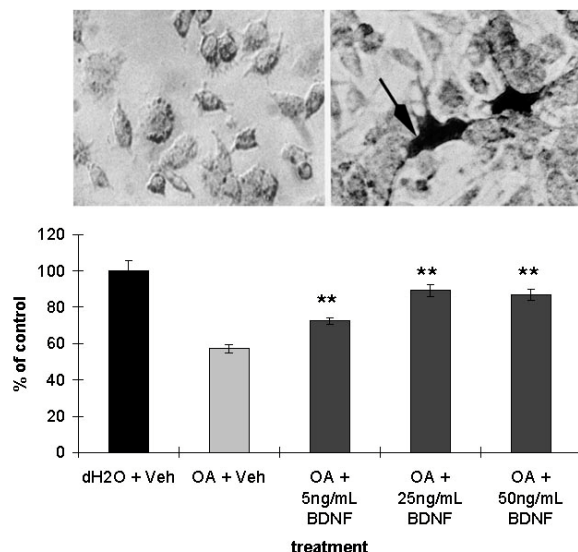 120
100
80
60
40
20
0
% of control
**
**
**
dH2O + Veh
OA + Veh
OA +
5ng/mL
BDNF
OA +
25ng/mL
BDNF
OA +
50ng/mL
BDNF
treatment